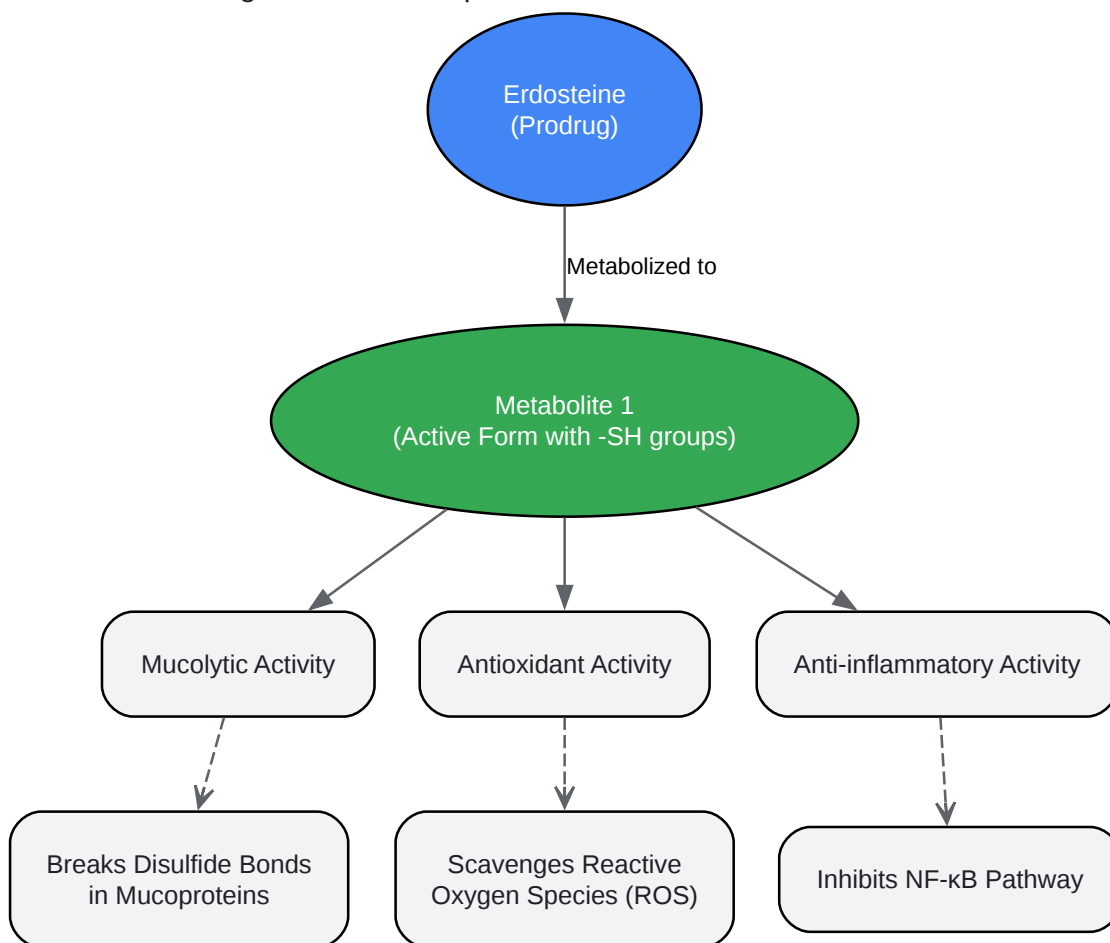 Erdosteine
(Prodrug)
Metabolized to
Metabolite 1
(Active Form with -SH groups)
Mucolytic Activity
Antioxidant Activity
Anti-inflammatory Activity
Breaks Disulfide Bonds
in Mucoproteins
Scavenges Reactive
Oxygen Species (ROS)
Inhibits NF-κB Pathway